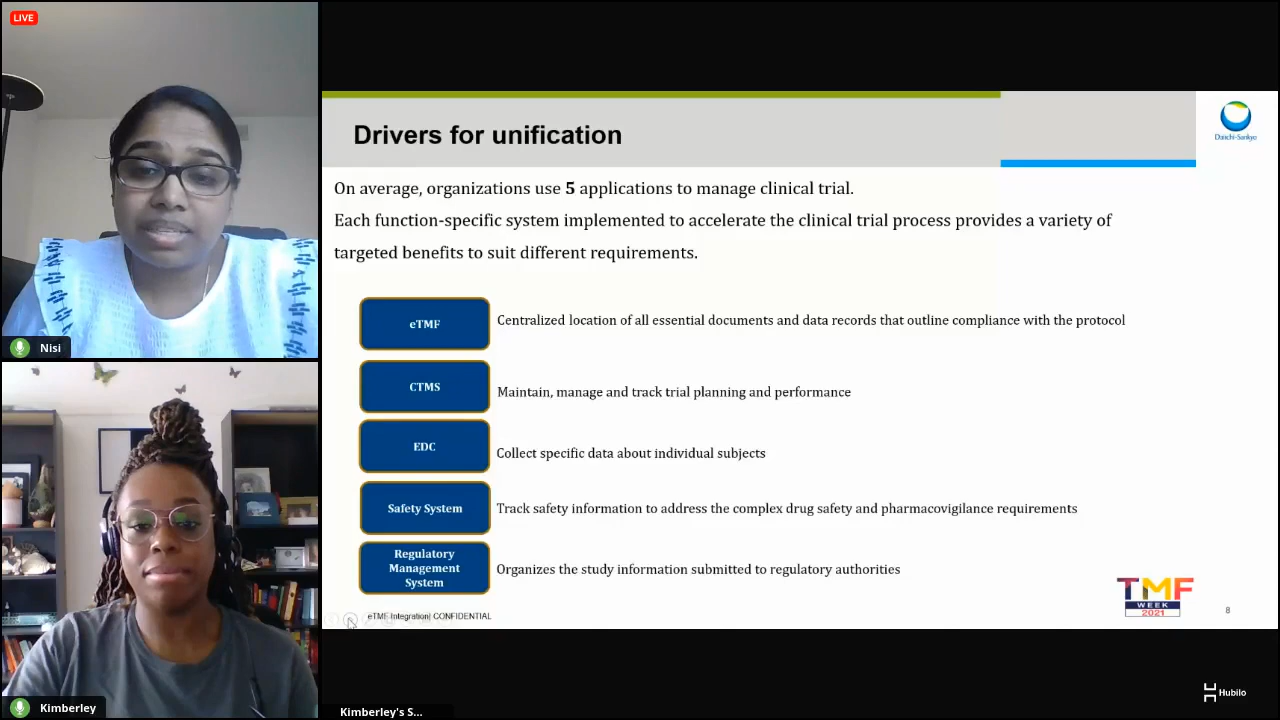 LIVE
Nisi
Kimberley
Drivers for unification
Daiichi-Sankyo
On average, organizations use 5 applications to manage clinical trial.
Each function-specific system implemented to accelerate the clinical trial process provides a variety of
targeted benefits to suit different requirements.
eTMF
Centralized location of all essential documents and data records that outline compliance with the protocol
CTMS
Maintain, manage and track trial planning and performance
EDC
Collect specific data about individual subjects
Safety System
Track safety information to address the complex drug safety and pharmacovigilance requirements
Regulatory
Management
System
Organizes the study information submitted to regulatory authorities
eTMF Integration| CONFIDENTIAL
TMF
WEEK
2021
8
Kimberley's S...
Hubilo